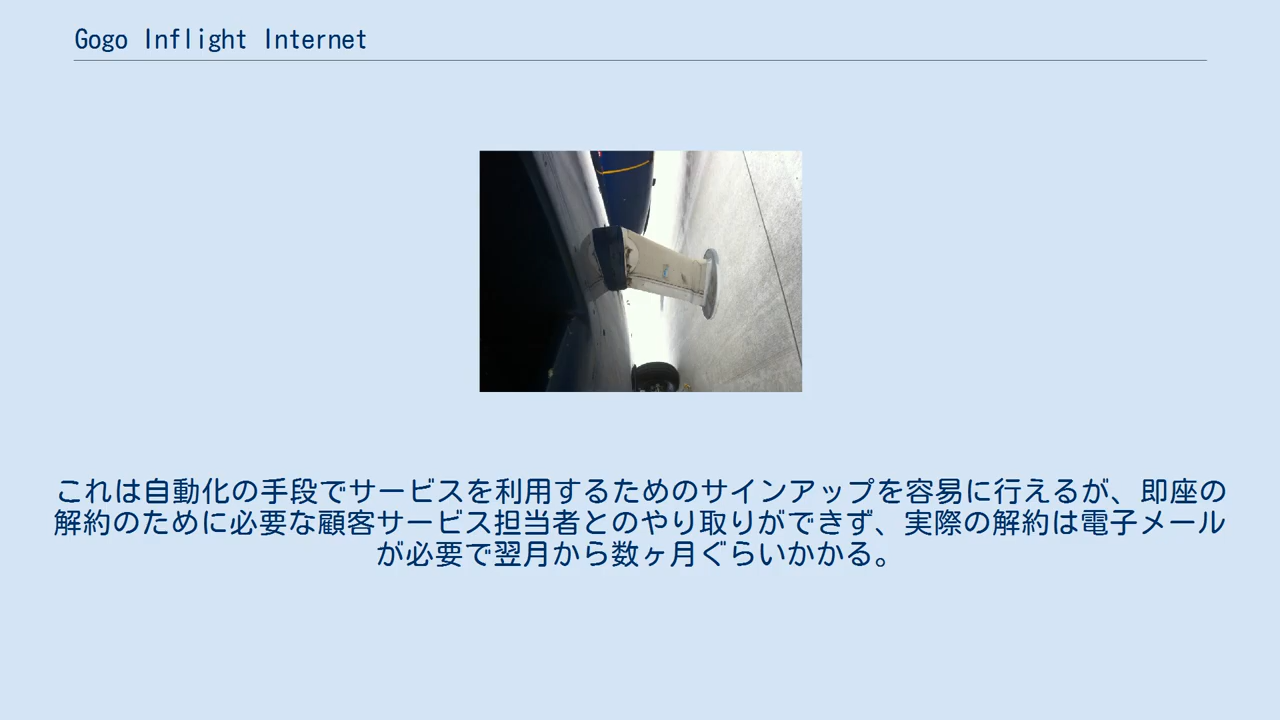 Gogo Inflight Internet
これは自動化の手段でサービスを利用するためのサインアップを容易に行えるが、即座の
解約のために必要な顧客サービス担当者とのやり取りができず、実際の解約は電子メール
が必要で翌月から数ヶ月ぐらいかかる。